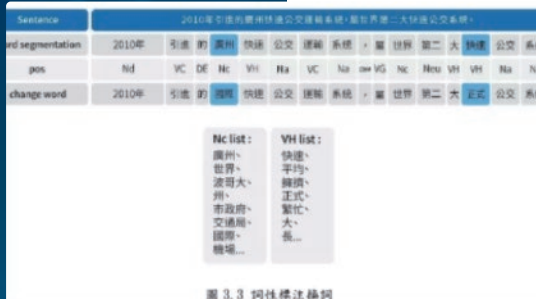 Sentence 2010年引進的廣州快速公交運輸系統,屬世界第二大快速公交系統。
rd segmentation 2010年 引進 的 廣州 快速 公交 運輸 系統 , 屬 世界 第二 大 快速 公交 系
pos Nd VC DE Nc VH Na VC Na VG Nc Neu VH VH Na N
change word 2010年 引進 的 國際 快速 公交 運輸 系統 , 屬 世界 第二 大 正式 公交 系
Nc list:
廣州、
世界、
波哥大、
州、
市政府、
交通局、
國際、
機場...
VH list:
快速、
平均、
擁擠、
正式、
繁忙、
大、
長...
圖 3.3 詞性標注換詞